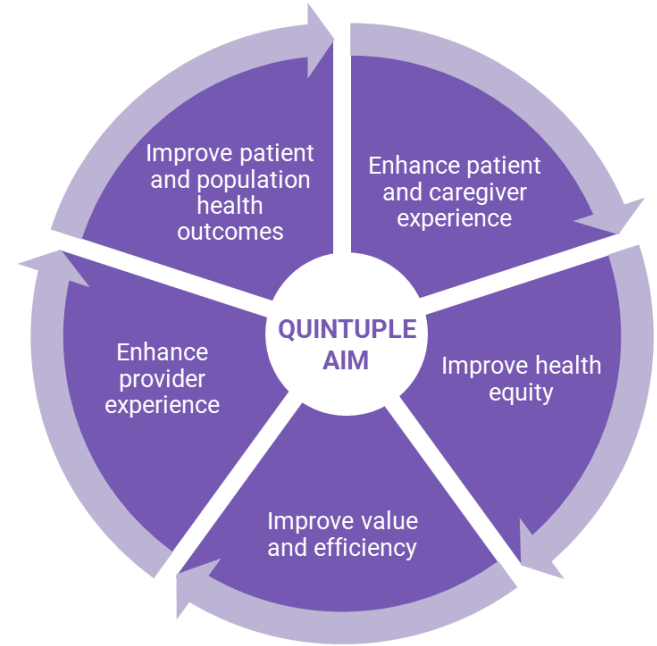 Improve patient
and population
health
outcomes
Enhance patient
and caregiver
experience
QUINTUPLE
AIM
Enhance
provider
experience
Improve health
equity
Improve value
and efficiency